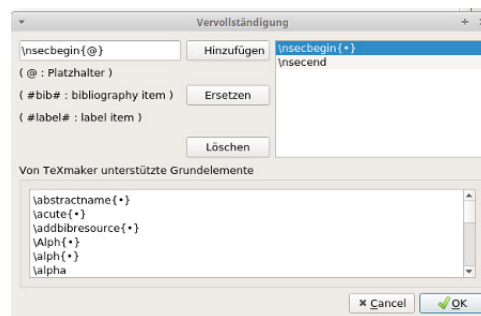 Vervollständigung
\nsecbegin{@}
Hinzufügen
( @ : Platzhalter )
( #bib# : bibliography item )
Ersetzen
( #label# : label item )
Löschen
\nsecbegin{•}
\nsecend
Von TeXmaker unterstützte Grundelemente
\abstractname{•}
\acute{•}
\addbibresource{•}
\Alph{•}
\alph{•}
\alpha
Cancel
OK